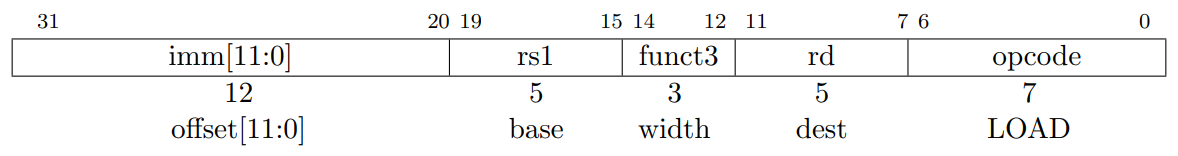 31 20 19 15 14 12 11 7 6 0
imm[11:0] rs1 funct3 rd opcode
12 5 3 5 7
offset[11:0] base width dest LOAD